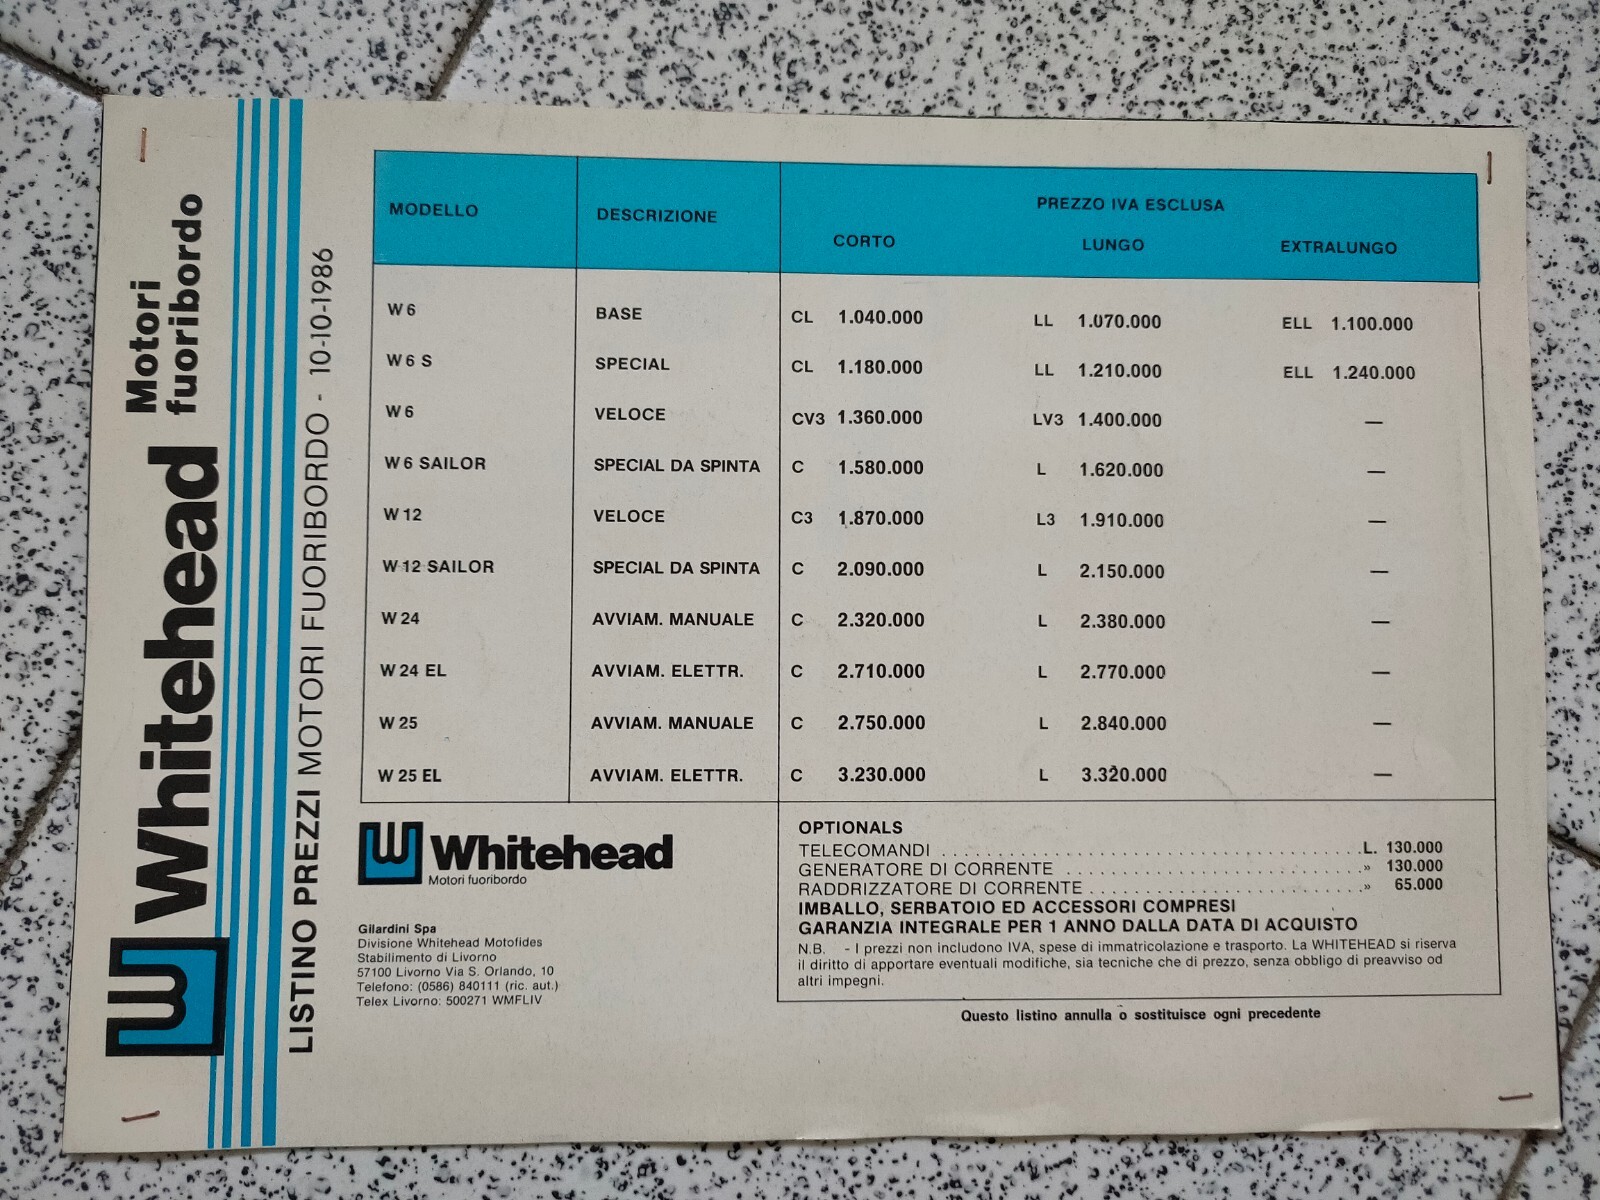 Whitehead Motori
fuoribordo
LISTINO PREZZI MOTORI FUORIBORDO - 10-10-1986
MODELLO DESCRIZIONE PREZZO IVA ESCLUSA
CORTO LUNGO EXTRALUNGO
W 6 BASE CL 1.040.000 LL 1.070.000 ELL 1.100.000
W 6 S SPECIAL CL 1.180.000 LL 1.210.000 ELL 1.240.000
W 6 VELOCE CV3 1.360.000 LV3 1.400.000 —
W 6 SAILOR SPECIAL DA SPINTA C 1.580.000 L 1.620.000 —
W 12 VELOCE C3 1.870.000 L3 1.910.000 —
W 12 SAILOR SPECIAL DA SPINTA C 2.090.000 L 2.150.000 —
W 24 AVVIAM. MANUALE C 2.320.000 L 2.380.000 —
W 24 EL AVVIAM. ELETTR. C 2.710.000 L 2.770.000 —
W 25 AVVIAM. MANUALE C 2.750.000 L 2.840.000 —
W 25 EL AVVIAM. ELETTR. C 3.230.000 L 3.320.000 —
Whitehead
Motori fuoribordo
Gilardini Spa
Divisione Whitehead Motofides
Stabilimento di Livorno
57100 Livorno Via S. Orlando, 10
Telefono: (0586) 840111 (ric. aut.)
Telex Livorno: 500271 WMFLIV
OPTIONALS
TELECOMANDI . . . . . . . . . . L. 130.000
GENERATORE DI CORRENTE . . . . . . . . . . » 130.000
RADDRIZZATORE DI CORRENTE . . . . . . . . . . » 65.000
IMBALLO, SERBATOIO ED ACCESSORI COMPRESI
GARANZIA INTEGRALE PER 1 ANNO DALLA DATA DI ACQUISTO
N.B. - I prezzi non includono IVA, spese di immatricolazione e trasporto. La WHITEHEAD si riserva
il diritto di apportare eventuali modifiche, sia tecniche che di prezzo, senza obbligo di preavviso od
altri impegni.
Questo listino annulla o sostituisce ogni precedente